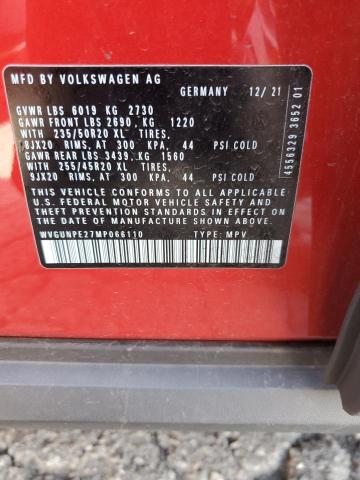 MFD BY VOLKSWAGEN AG
GERMANY 12/21
GVWR LBS 6019 KG 2730
GAWR FRONT LBS 2690, KG 1220
WITH 235/50R20 XL TIRES,
8JX20 RIMS, AT 300 KPA, 44 PSI COLD
GAWR REAR LBS 3439, KG 1560
WITH 255/45R20 XL TIRES,
9JX20 RIMS, AT 300 KPA, 44 PSI COLD
THIS VEHICLE CONFORMS TO ALL APPLICABLE
U.S. FEDERAL MOTOR VEHICLE SAFETY AND
THEFT PREVENTION STANDARDS IN EFFECT ON
THE DATE OF MANUFACTURE SHOWN ABOVE.
WVGUNPE27MP066110 TYPE: MPV
4556329 3652 01